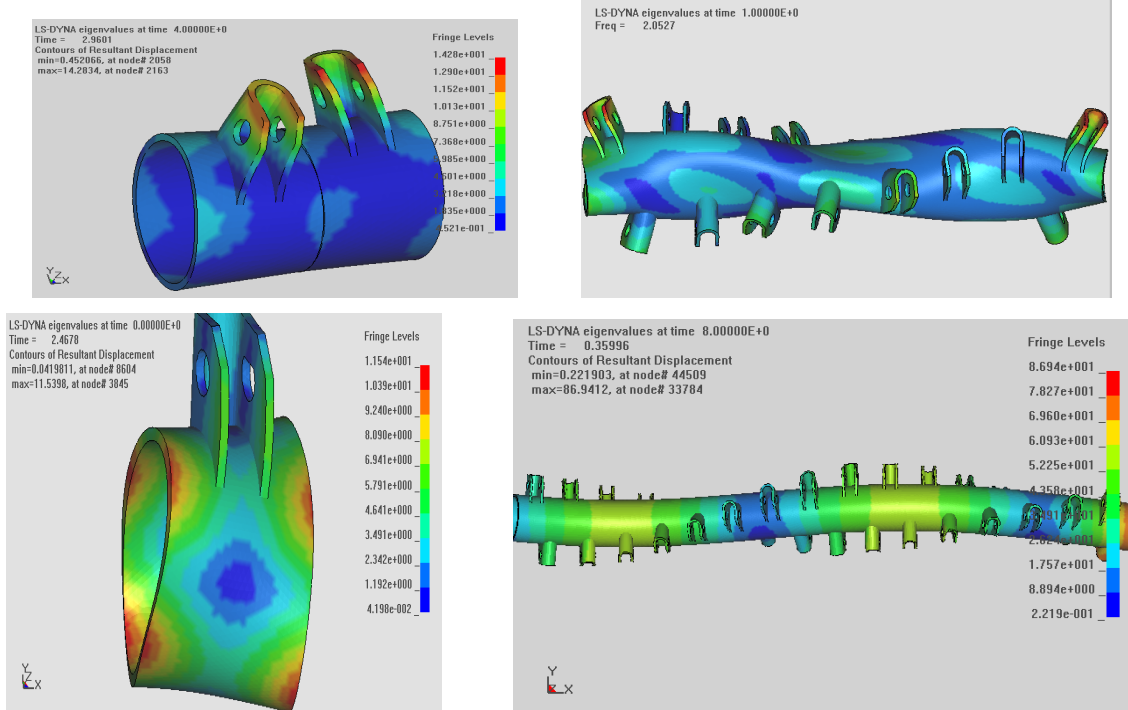 LS-DYNA eigenvalues at time 4.00000E+0
Time = 2.9601
Contours of Resultant Displacement
min=0.452066, at node# 2058
max=14.2834, at node# 2163
Fringe Levels
1.428e+001
1.290e+001
1.152e+001
1.013e+001
8.751e+000
7.368e+000
.985e+000
.601e+000
.218e+000
.835e+000
.521e-001
Y
Z
X
LS-DYNA eigenvalues at time 1.00000E+0
Freq = 2.0527
LS-DYNA eigenvalues at time 0.00000E+0
Time = 2.4678
Contours of Resultant Displacement
min=0.0419811, at node# 8604
max=11.5398, at node# 3845
Fringe Levels
1.154e+001
1.039e+001
9.240e+000
8.090e+000
6.941e+000
5.791e+000
4.641e+000
3.491e+000
2.342e+000
1.192e+000
4.198e-002
Y
Z
X
LS-DYNA eigenvalues at time 8.00000E+0
Time = 0.35996
Contours of Resultant Displacement
min=0.221903, at node# 44509
max=86.9412, at node# 33784
Fringe Levels
8.694e+001
7.827e+001
6.960e+001
6.093e+001
5.225e+001
4.358e+001
1.757e+001
8.894e+000
2.219e-001
Y
X